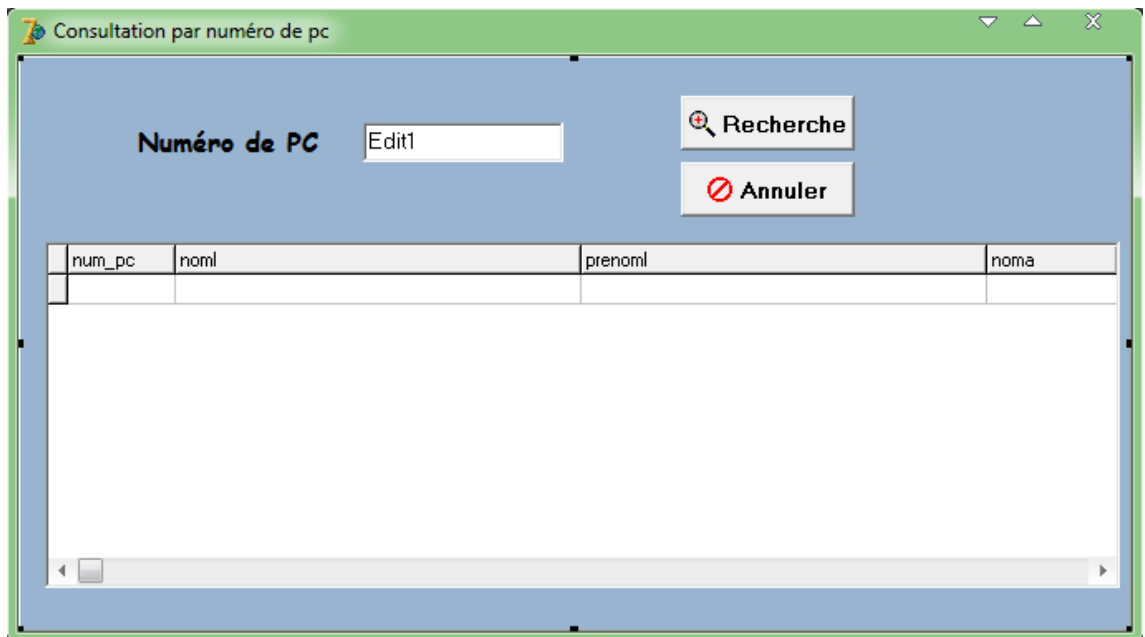 Consultation par numéro de pc
Recherche
Numéro de PC Edit1
Annuler
num_pc noml prenoml noma